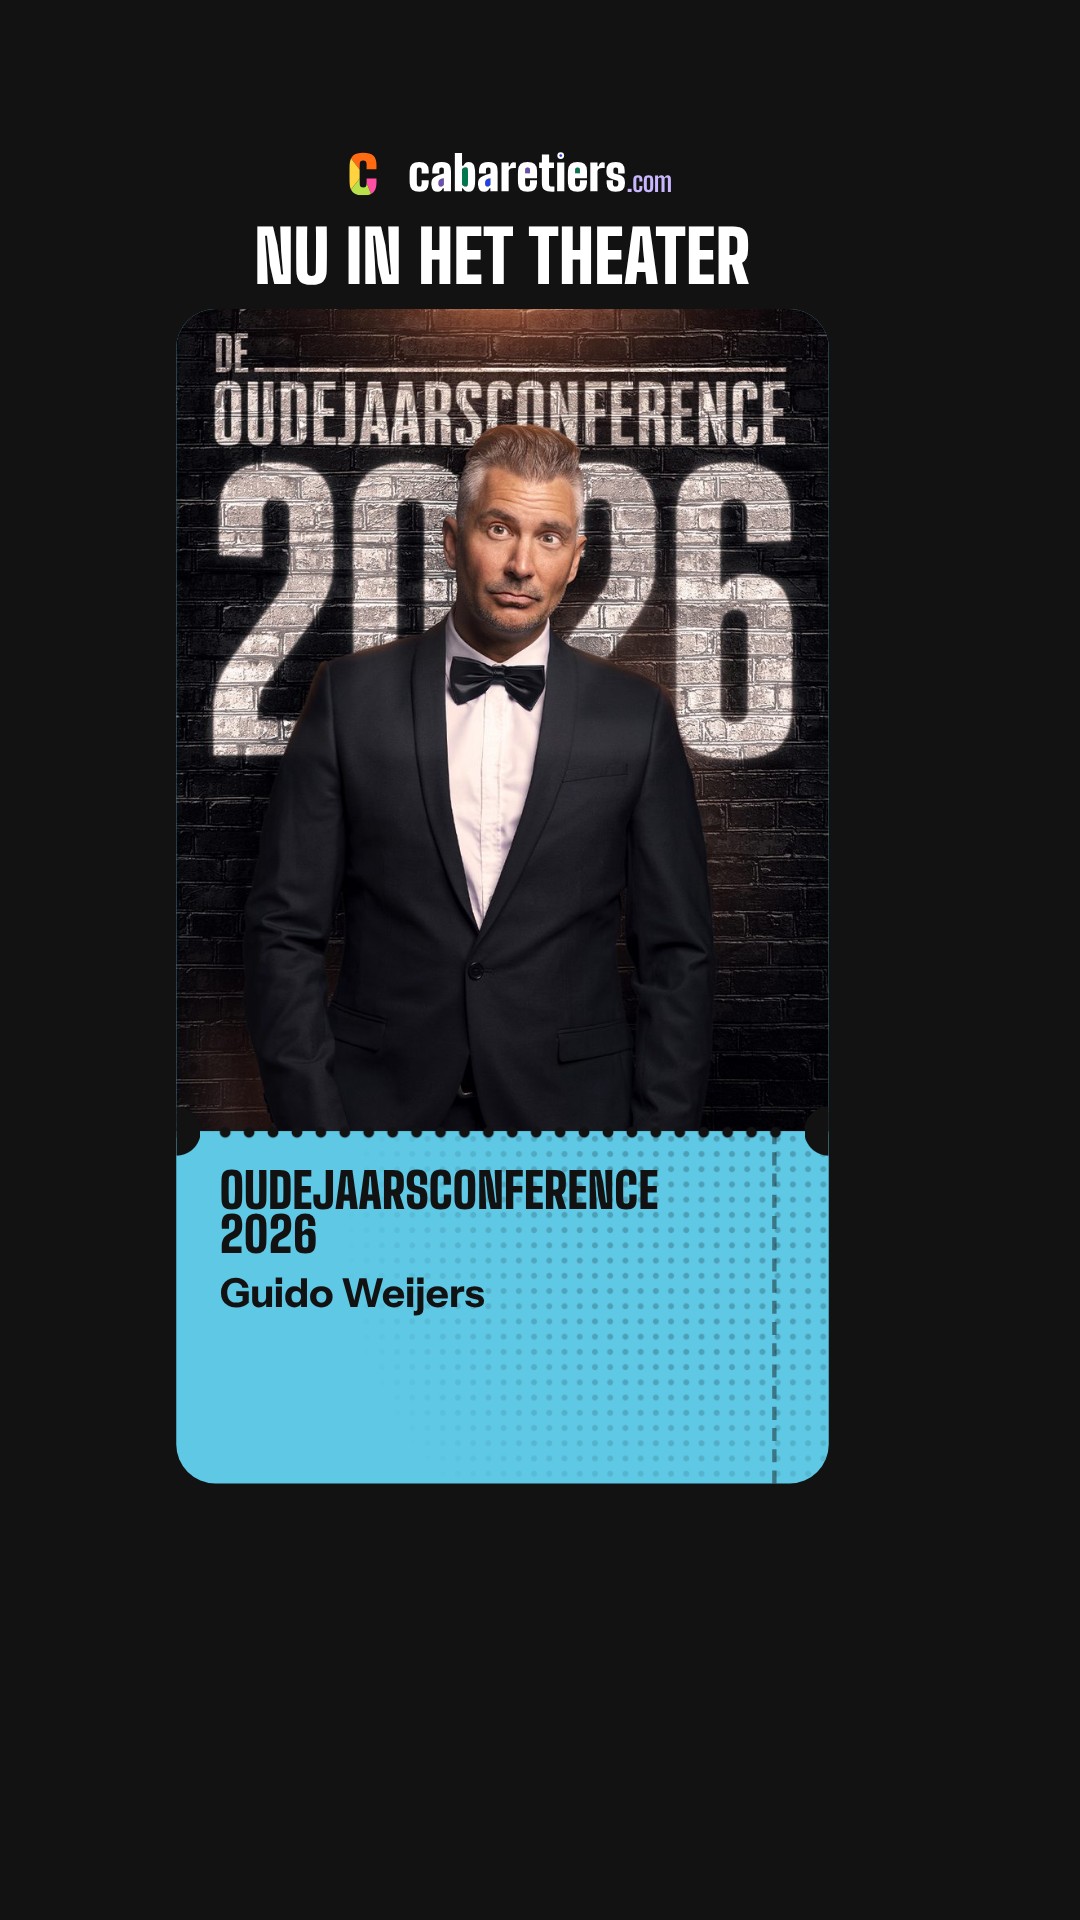 cabaretiers.com
NU IN HET THEATER
DE
OUDEJAARSCONFERENCE
2026
OUDEJAARSCONFERENCE
2026
Guido Weijers